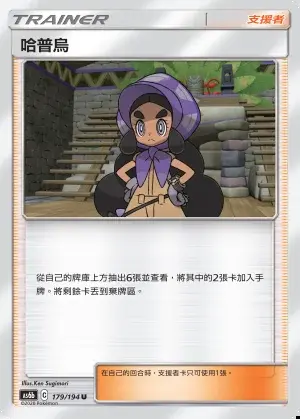 TRAINER 支援者
哈普烏
從自己的牌庫上方抽出6張並查看，將其中的2張卡加入手
牌。將剩餘卡丟到棄牌區。
Illus.Ken Sugimori
AS6b C 179/194 U
©2020 Pokémon
在自己的回合時，支援者卡只可使用1張。